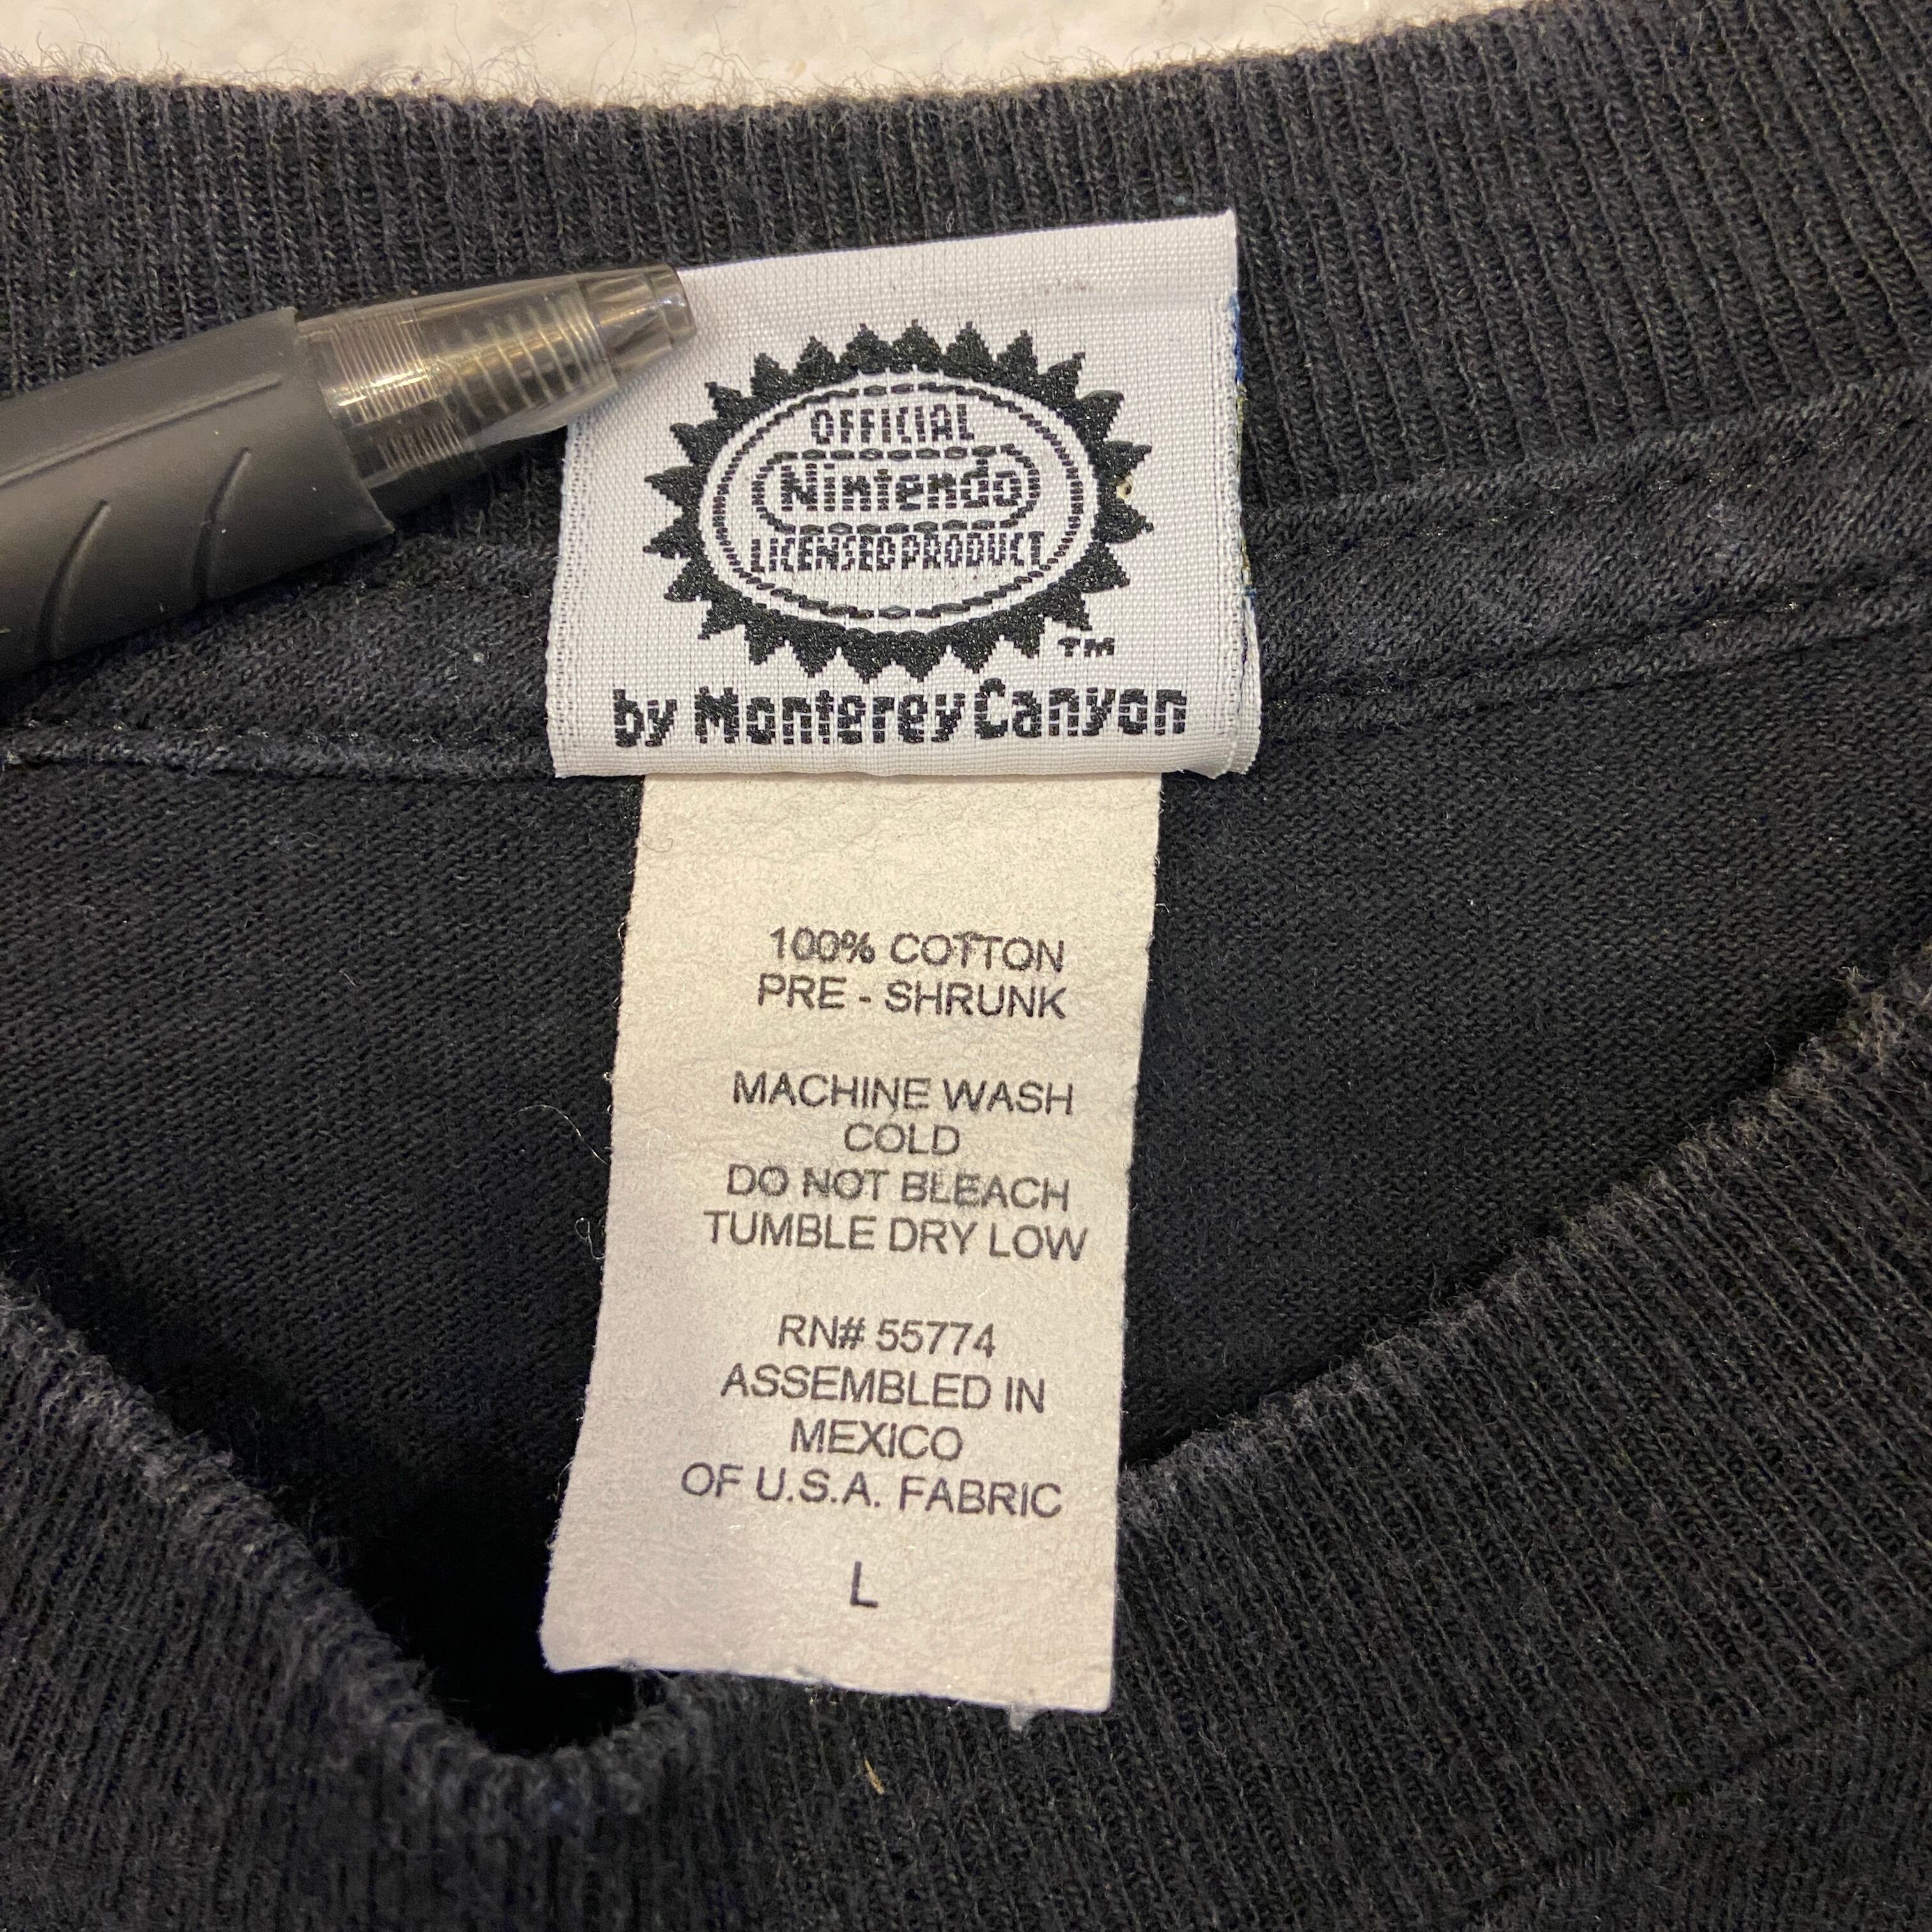 OFFICIAL
Nintendo
LICENSED PRODUCT
TM
by Monterey Canyon
100% COTTON
PRE - SHRUNK
MACHINE WASH
COLD
DO NOT BLEACH
TUMBLE DRY LOW
RN# 55774
ASSEMBLED IN
MEXICO
OF U.S.A. FABRIC
L